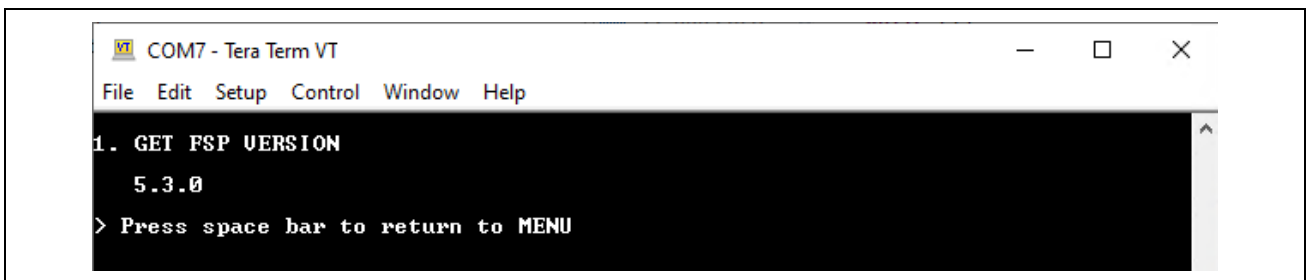 COM7 - Tera Term VT
File Edit Setup Control Window Help
1. GET FSP VERSION
5.3.0
> Press space bar to return to MENU